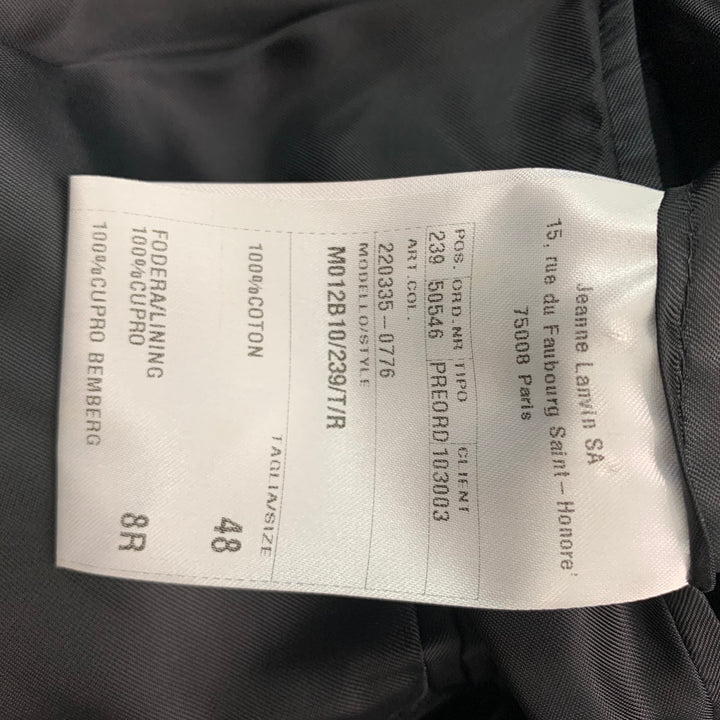 Jeanne Lanvin SA
15, rue du Faubourg Saint-Honore'
75008 Paris
POS. ORD.NR TIPO CLIENT
239 50546 PREORD 103003
ART.COL.
220335-0776
MODELLO/STYLE
M012B10/239/T/R
TAGLIA/SIZE
100%COTON
48
FODERA/LINING
100%CUPRO
8R
100%CUPRO BEMBERG